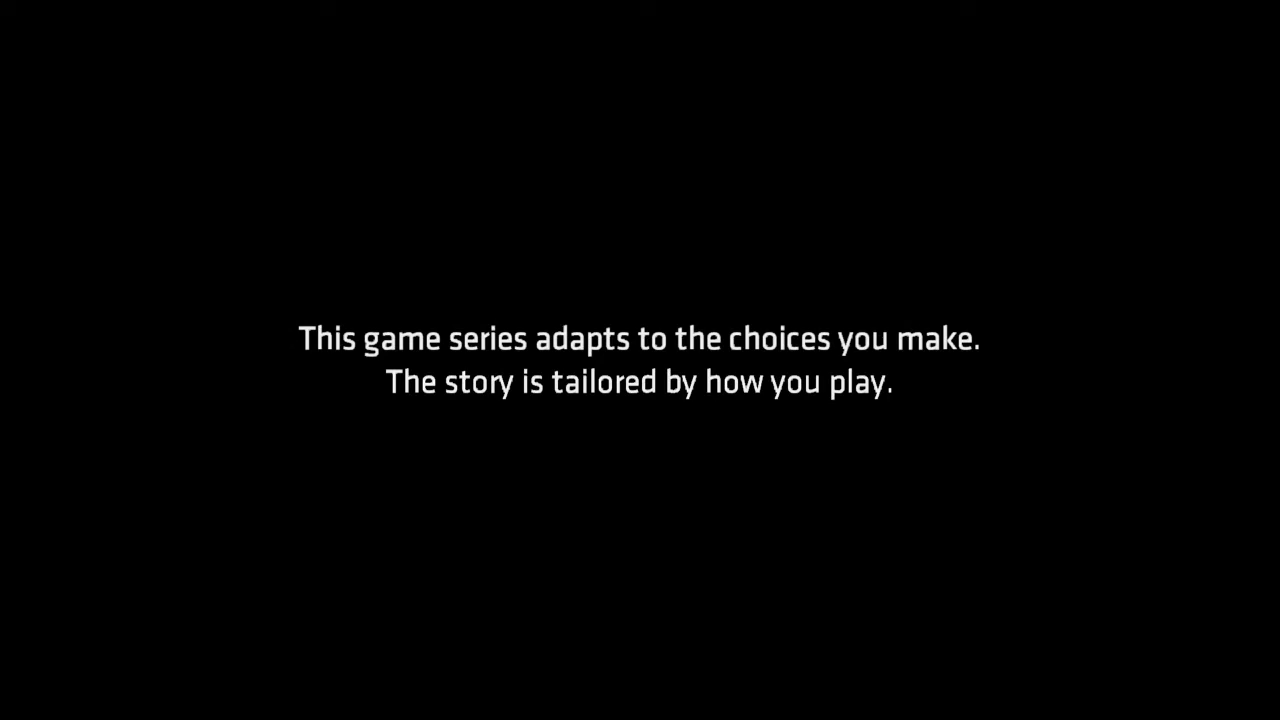 This game series adapts to the choices you make.
The story is tailored by how you play.